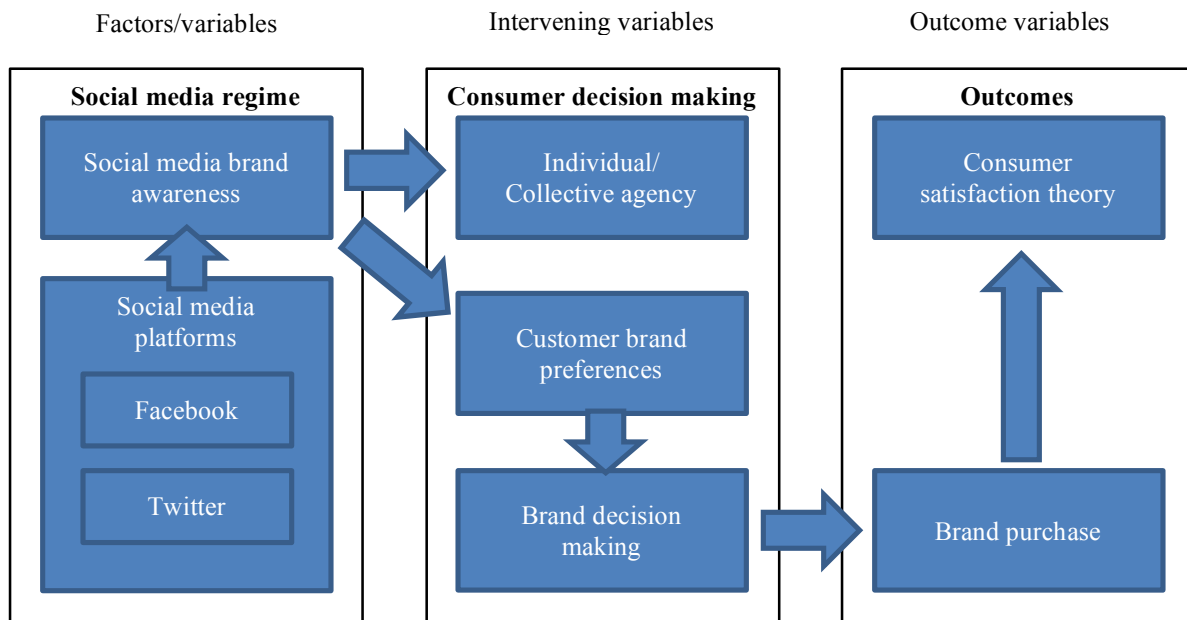 Factors/variables
Intervening variables
Outcome variables
Social media regime
Social media brand
awareness
Social media
platforms
Facebook
Twitter
Consumer decision making
Individual/
Collective agency
Customer brand
preferences
Brand decision
making
Outcomes
Consumer
satisfaction theory
Brand purchase